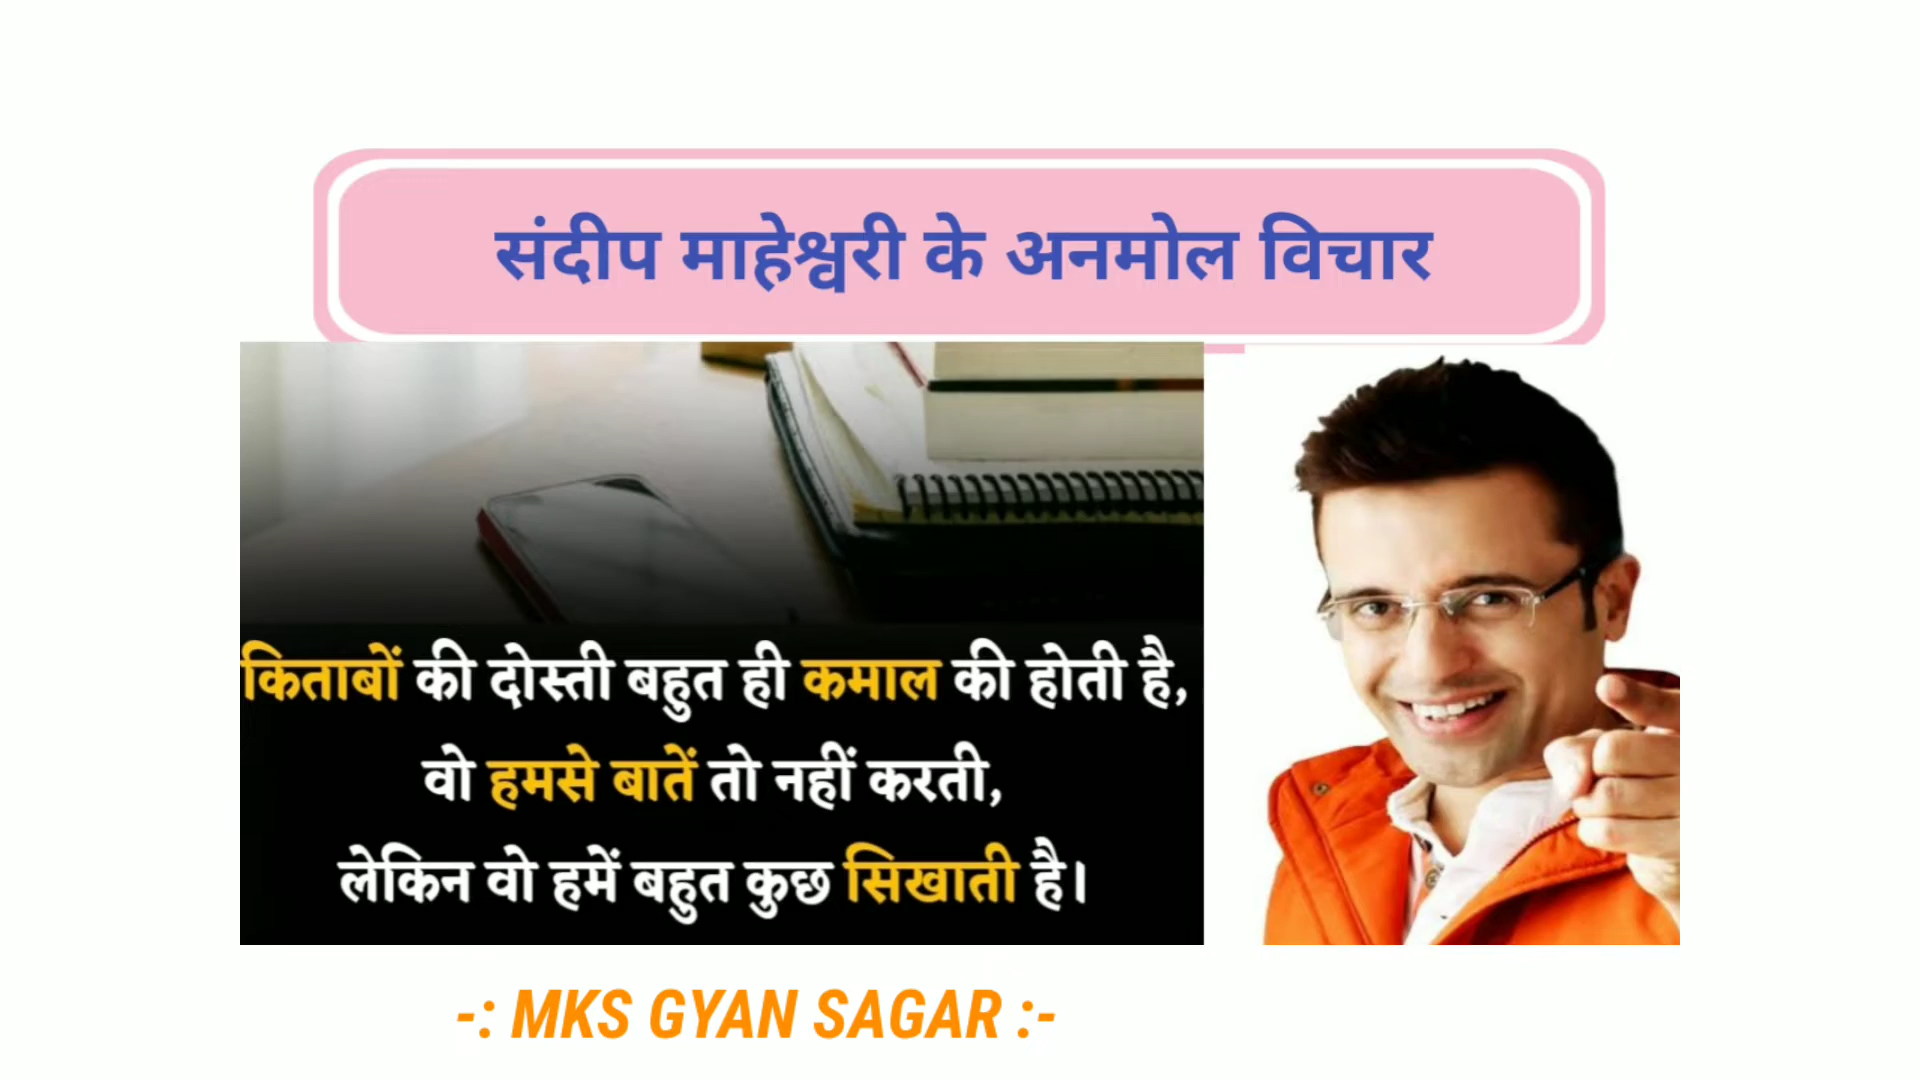 संदीप माहेश्वरी के अनमोल विचार
किताबों की दोस्ती बहुत ही कमाल की होती है,
वो हमसे बातें तो नहीं करती,
लेकिन वो हमें बहुत कुछ सिखाती है।
-: MKS GYAN SAGAR :-